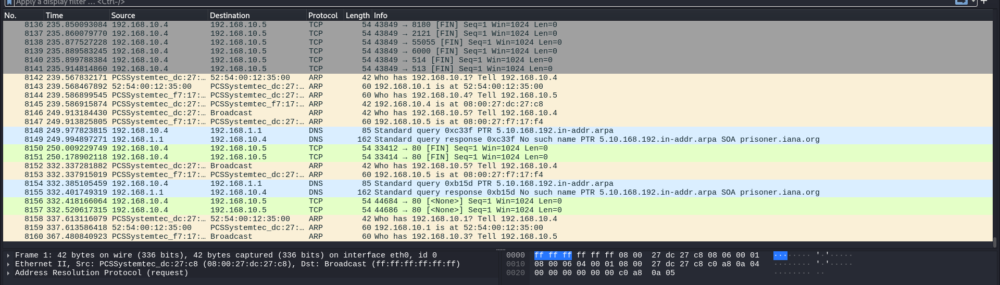 Apply a display filter … <Ctrl-/>
No. Time Source Destination Protocol Length Info
8136 235.850093084 192.168.10.4 192.168.10.5 TCP 54 43849 → 8180 [FIN] Seq=1 Win=1024 Len=0
8137 235.860079770 192.168.10.4 192.168.10.5 TCP 54 43849 → 2121 [FIN] Seq=1 Win=1024 Len=0
8138 235.877527228 192.168.10.4 192.168.10.5 TCP 54 43849 → 55055 [FIN] Seq=1 Win=1024 Len=0
8139 235.889583245 192.168.10.4 192.168.10.5 TCP 54 43849 → 6000 [FIN] Seq=1 Win=1024 Len=0
8140 235.899788384 192.168.10.4 192.168.10.5 TCP 54 43849 → 514 [FIN] Seq=1 Win=1024 Len=0
8141 235.914814860 192.168.10.4 192.168.10.5 TCP 54 43849 → 513 [FIN] Seq=1 Win=1024 Len=0
8142 239.567832171 PCSSystemtec_dc:27:… 52:54:00:12:35:00 ARP 42 Who has 192.168.10.1? Tell 192.168.10.4
8143 239.568467892 52:54:00:12:35:00 PCSSystemtec_dc:27:… ARP 60 192.168.10.1 is at 52:54:00:12:35:00
8144 239.586899545 PCSSystemtec_f7:17:… PCSSystemtec_dc:27:… ARP 60 Who has 192.168.10.4? Tell 192.168.10.5
8145 239.586915874 PCSSystemtec_dc:27:… PCSSystemtec_f7:17:… ARP 42 192.168.10.4 is at 08:00:27:dc:27:c8
8146 249.913184430 PCSSystemtec_dc:27:… Broadcast ARP 42 Who has 192.168.10.5? Tell 192.168.10.4
8147 249.913825805 PCSSystemtec_f7:17:… PCSSystemtec_dc:27:… ARP 60 192.168.10.5 is at 08:00:27:f7:17:f4
8148 249.977823815 192.168.10.4 192.168.1.1 DNS 85 Standard query 0xc33f PTR 5.10.168.192.in-addr.arpa
8149 249.994897271 192.168.1.1 192.168.10.4 DNS 162 Standard query response 0xc33f No such name PTR 5.10.168.192.in-addr.arpa SOA prisoner.iana.org
8150 250.009229749 192.168.10.4 192.168.10.5 TCP 54 33412 → 80 [FIN] Seq=1 Win=1024 Len=0
8151 250.178902118 192.168.10.4 192.168.10.5 TCP 54 33414 → 80 [FIN] Seq=1 Win=1024 Len=0
8152 332.337281882 PCSSystemtec_dc:27:… Broadcast ARP 42 Who has 192.168.10.5? Tell 192.168.10.4
8153 332.337915019 PCSSystemtec_f7:17:… PCSSystemtec_dc:27:… ARP 60 192.168.10.5 is at 08:00:27:f7:17:f4
8154 332.385105459 192.168.10.4 192.168.1.1 DNS 85 Standard query 0xb15d PTR 5.10.168.192.in-addr.arpa
8155 332.401749319 192.168.1.1 192.168.10.4 DNS 162 Standard query response 0xb15d No such name PTR 5.10.168.192.in-addr.arpa SOA prisoner.iana.org
8156 332.418166064 192.168.10.4 192.168.10.5 TCP 54 44684 → 80 [<None>] Seq=1 Win=1024 Len=0
8157 332.520617315 192.168.10.4 192.168.10.5 TCP 54 44686 → 80 [<None>] Seq=1 Win=1024 Len=0
8158 337.613116079 PCSSystemtec_dc:27:… 52:54:00:12:35:00 ARP 42 Who has 192.168.10.1? Tell 192.168.10.4
8159 337.613586418 52:54:00:12:35:00 PCSSystemtec_dc:27:… ARP 60 192.168.10.1 is at 52:54:00:12:35:00
8160 367.480840923 PCSSystemtec_f7:17:… Broadcast ARP 60 Who has 192.168.10.3? Tell 192.168.10.5
Frame 1: 42 bytes on wire (336 bits), 42 bytes captured (336 bits) on interface eth0, id 0
Ethernet II, Src: PCSSystemtec_dc:27:c8 (08:00:27:dc:27:c8), Dst: Broadcast (ff:ff:ff:ff:ff:ff)
Address Resolution Protocol (request)
0000 ff ff ff ff ff ff 08 00 27 dc 27 c8 08 06 00 01 ········ '·'·····
0010 08 00 06 04 00 01 08 00 27 dc 27 c8 c0 a8 0a 04 ········ '·'·····
0020 00 00 00 00 00 00 c0 a8 0a 05 ········ ··